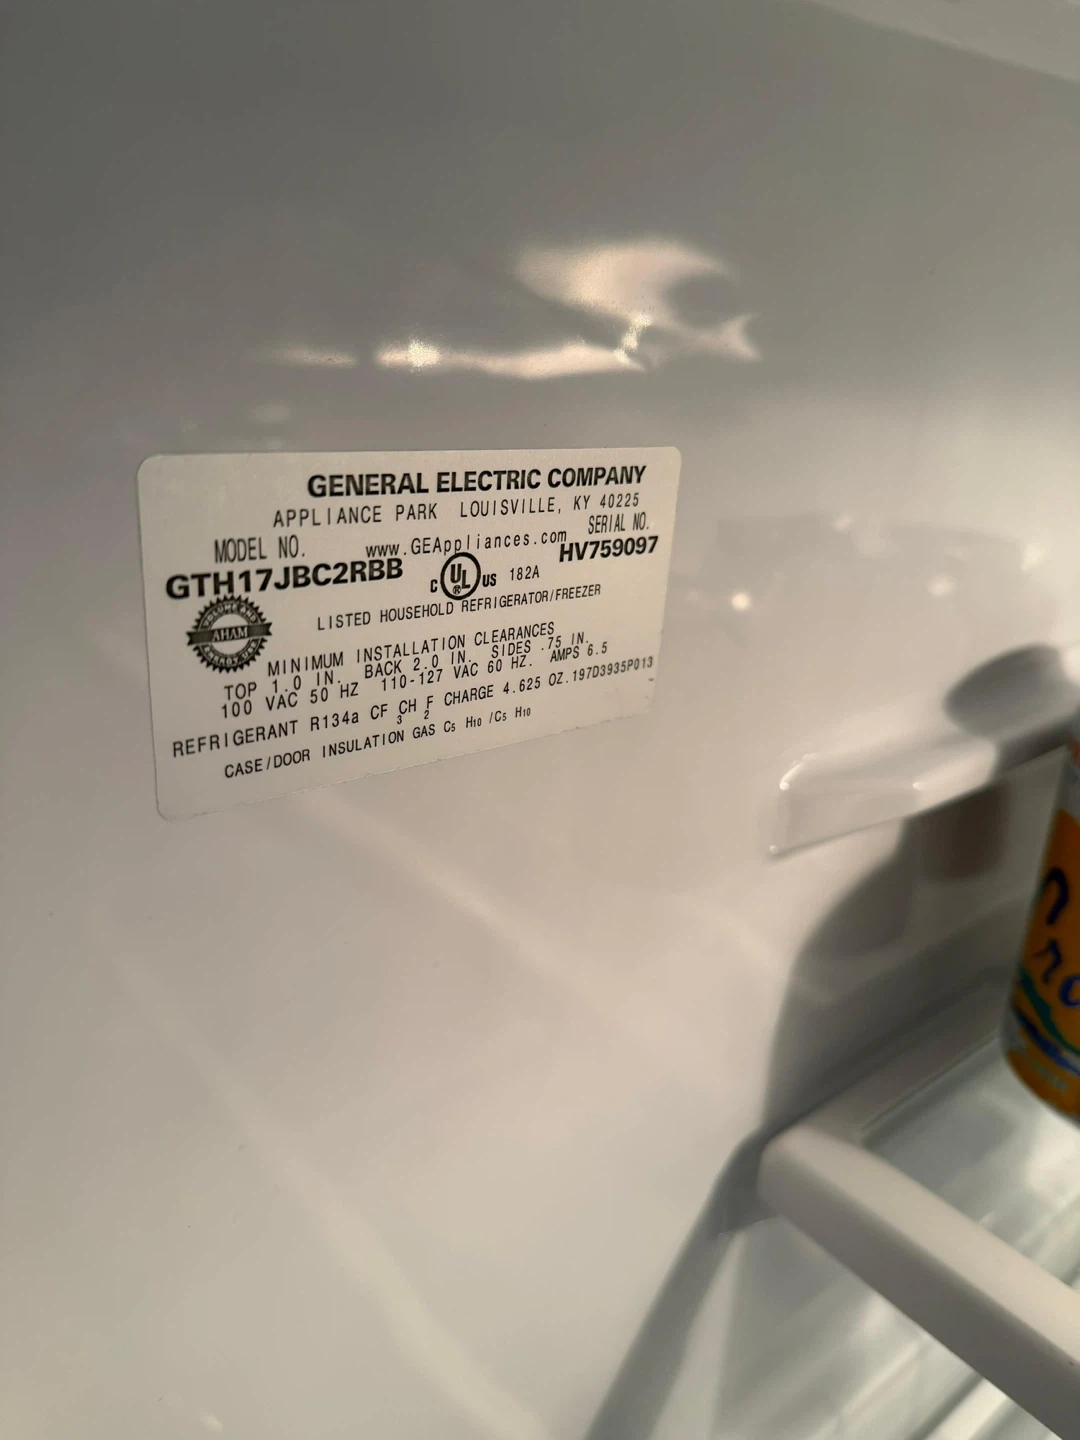 GENERAL ELECTRIC COMPANY
APPLIANCE PARK LOUISVILLE, KY 40225
MODEL NO. www.GEAppliances.com SERIAL NO.
GTH17JBC2RBB C UL US 182A HV759097
AHAM
LISTED HOUSEHOLD REFRIGERATOR/FREEZER
MINIMUM INSTALLATION CLEARANCES
TOP 1.0 IN. BACK 2.0 IN. SIDES .75 IN.
100 VAC 50 HZ 110-127 VAC 60 HZ. AMPS 6.5
REFRIGERANT R134a CF3CH2F CHARGE 4.625 OZ. 197D3935P013
CASE/DOOR INSULATION GAS C5 H10 /C5 H10